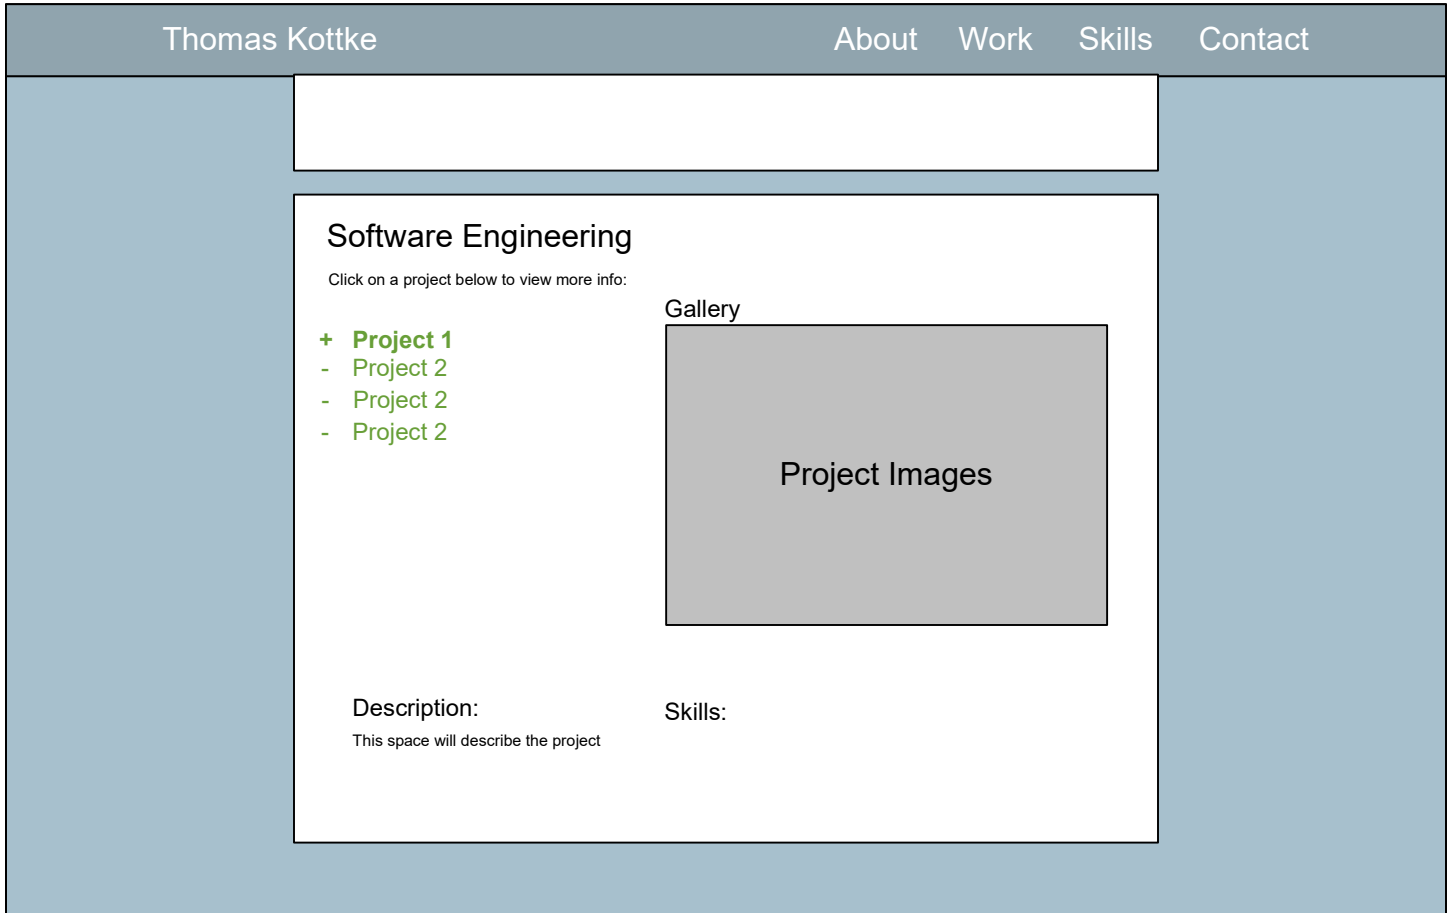 Thomas Kottke About Work Skills Contact
Software Engineering
Click on a project below to view more info:
Gallery
+ Project 1
- Project 2
- Project 2
- Project 2
Project Images
Description:
This space will describe the project
Skills: